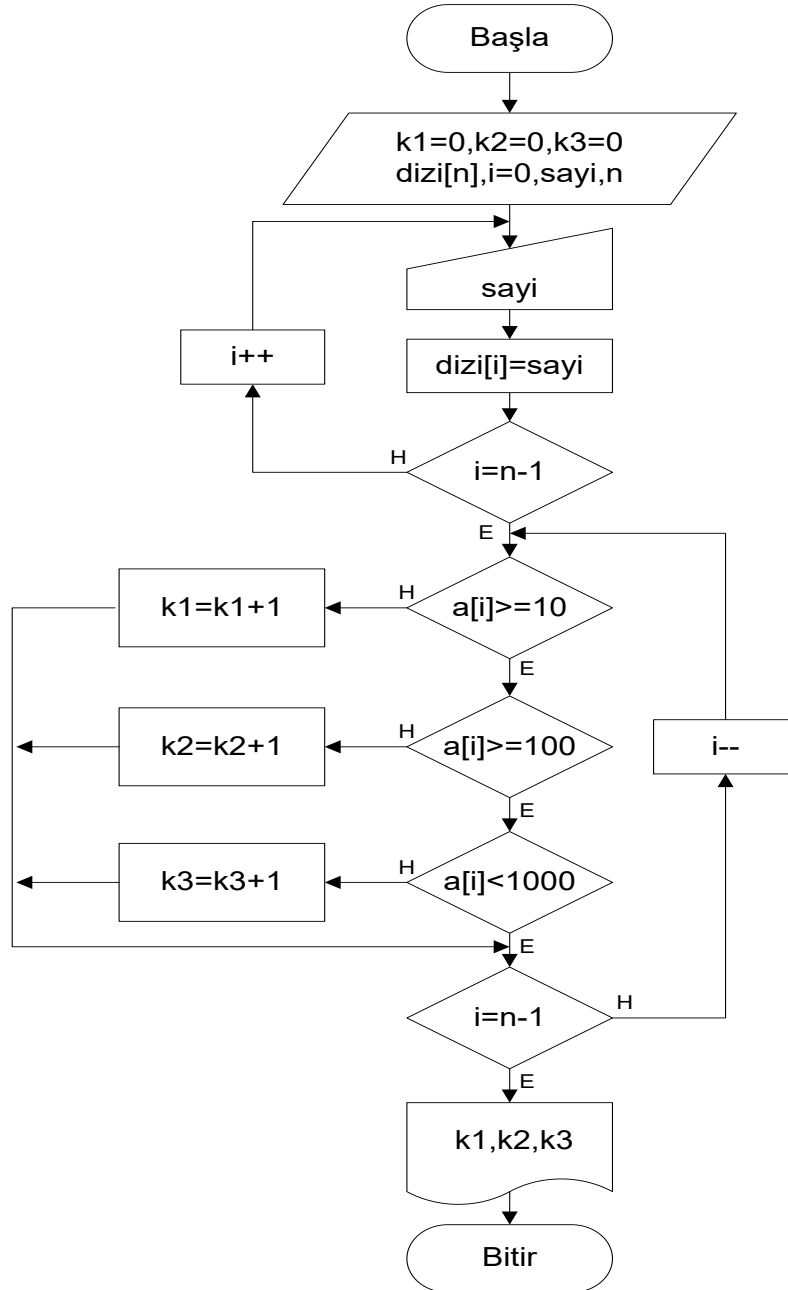 Başla
k1=0,k2=0,k3=0
dizi[n],i=0,sayi,n
sayi
i++
dizi[i]=sayi
H
i=n-1
E
k1=k1+1
H
a[i]>=10
E
k2=k2+1
H
a[i]>=100
i--
E
k3=k3+1
H
a[i]<1000
E
i=n-1
H
E
k1,k2,k3
Bitir